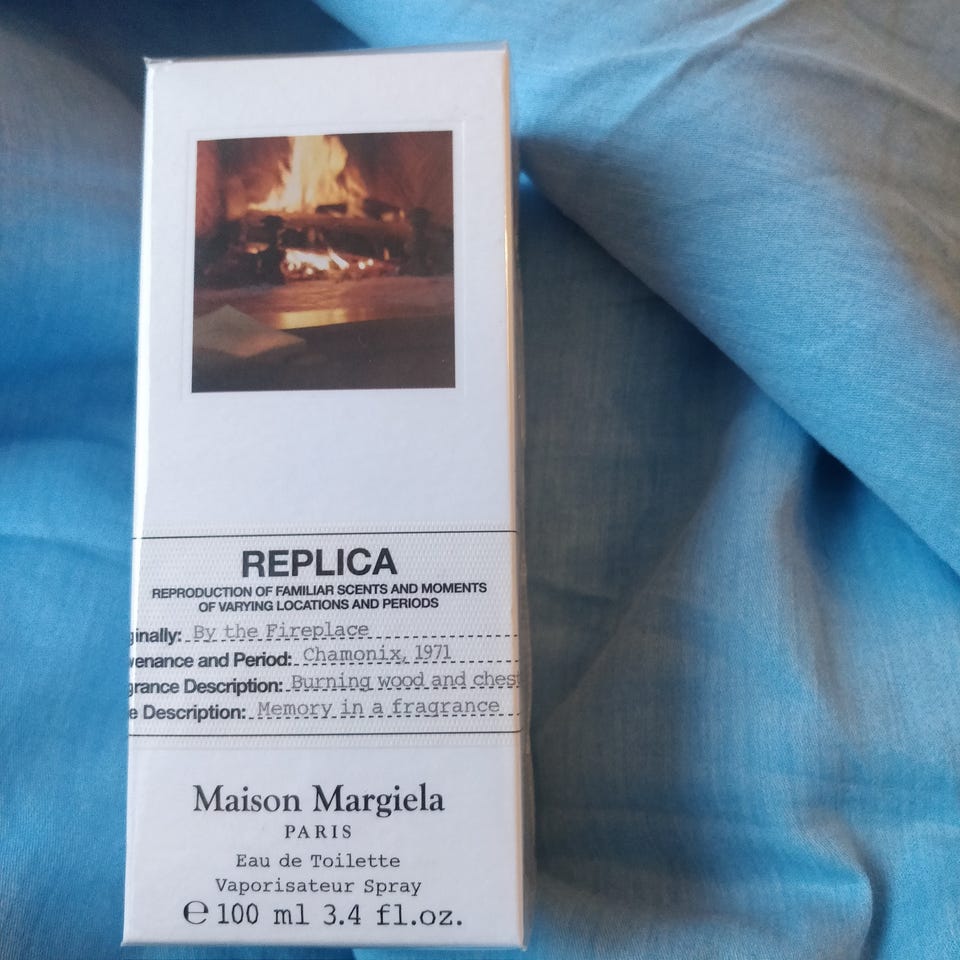 REPLICA
REPRODUCTION OF FAMILIAR SCENTS AND MOMENTS
OF VARYING LOCATIONS AND PERIODS
ginally: By the Fireplace
venance and Period: Chamonix, 1971
grance Description: Burning wood and chest
e Description: Memory in a fragrance
Maison Margiela
PARIS
Eau de Toilette
Vaporisateur Spray
℮ 100 ml 3.4 fl.oz.